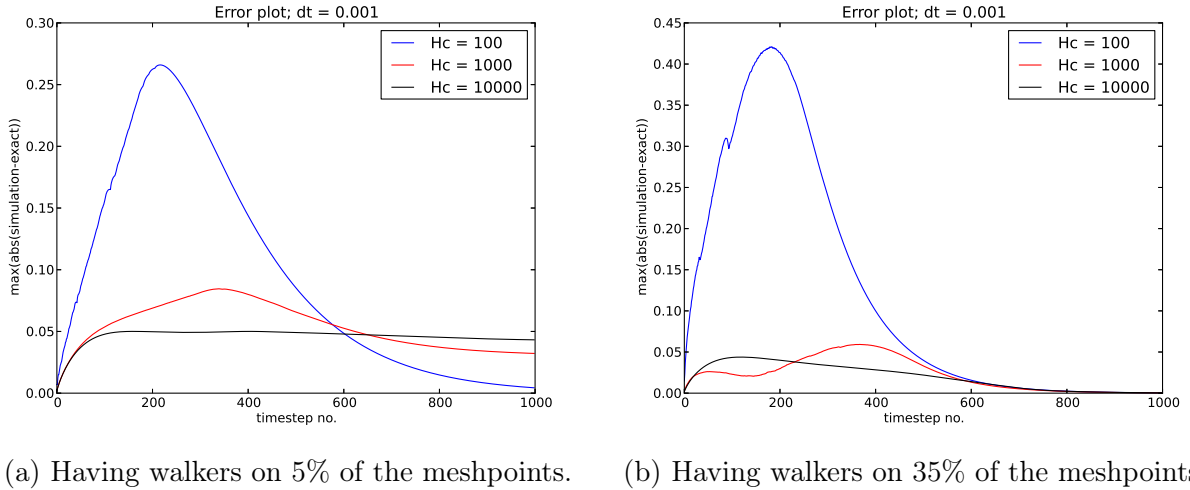 Error plot; dt = 0.001
0.30
0.25
0.20
0.15
0.10
0.05
0.00
max(abs(simulation-exact))
Hc = 100
Hc = 1000
Hc = 10000
0 200 400 600 800 1000
timestep no.
(a) Having walkers on 5% of the meshpoints.
Error plot; dt = 0.001
0.45
0.40
0.35
0.30
0.25
0.20
0.15
0.10
0.05
0.00
max(abs(simulation-exact))
Hc = 100
Hc = 1000
Hc = 10000
0 200 400 600 800 1000
timestep no.
(b) Having walkers on 35% of the meshpoints